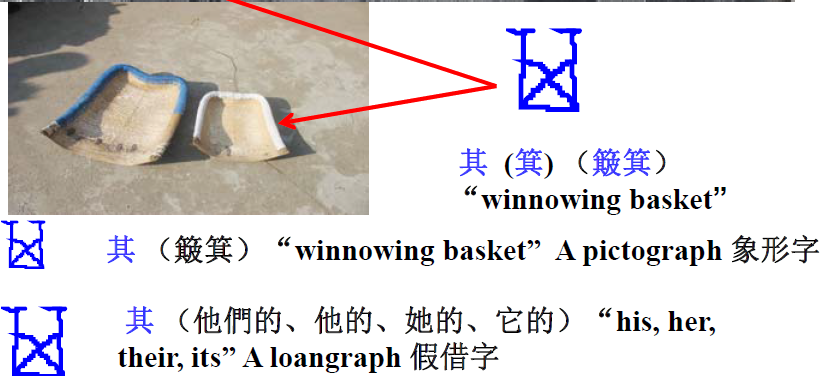 其 (箕) （簸箕）
“winnowing basket”
其 （簸箕）“winnowing basket” A pictograph 象形字
其 （他們的、他的、她的、它的）“his, her,
their, its” A loangraph 假借字